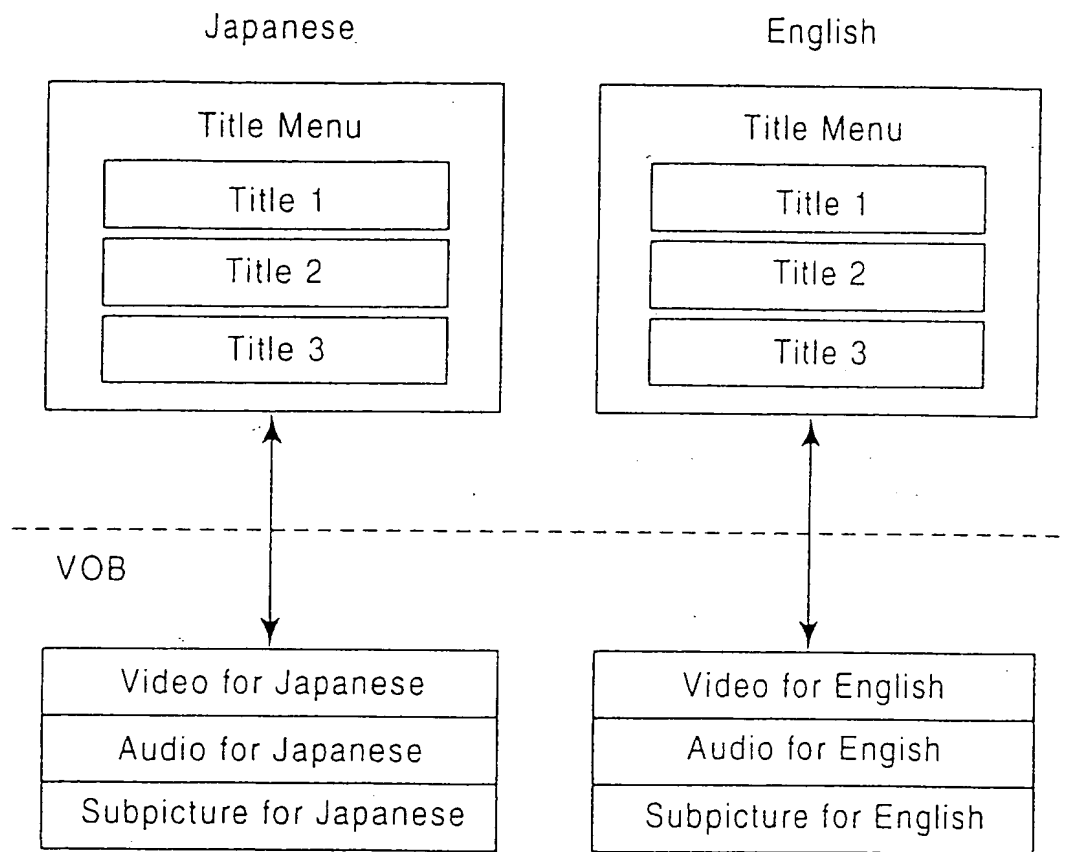 Japanese
Title Menu
Title 1
Title 2
Title 3
English
Title Menu
Title 1
Title 2
Title 3
VOB
Video for Japanese
Audio for Japanese
Subpicture for Japanese
Video for English
Audio for Engish
Subpicture for English